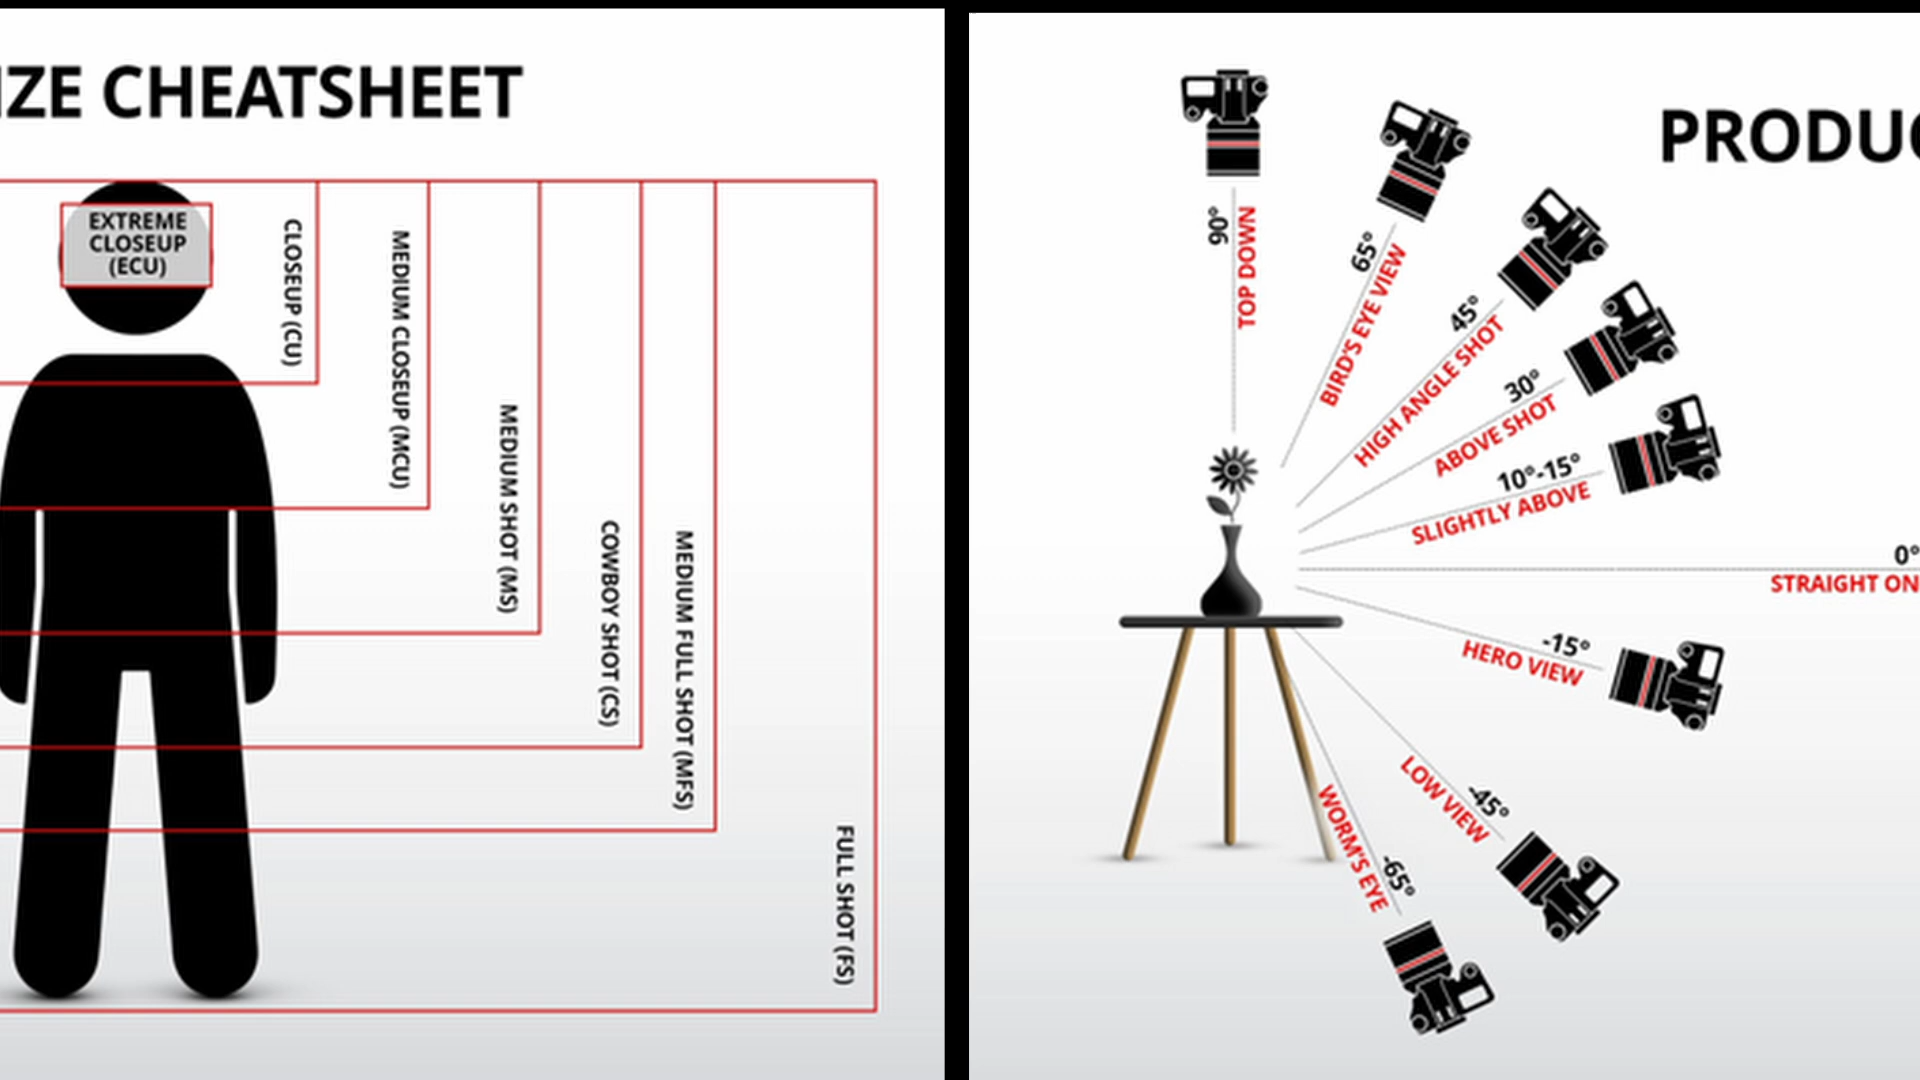 IZE CHEATSHEET
EXTREME
CLOSEUP
(ECU)
CLOSEUP (CU)
MEDIUM CLOSEUP (MCU)
MEDIUM SHOT (MS)
COWBOY SHOT (CS)
MEDIUM FULL SHOT (MFS)
FULL SHOT (FS)
PRODUC
90°
TOP DOWN
65°
BIRD'S EYE VIEW
45°
HIGH ANGLE SHOT
30°
ABOVE SHOT
10°-15°
SLIGHTLY ABOVE
0°
STRAIGHT ON
-15°
HERO VIEW
-45°
LOW VIEW
-65°
WORM'S EYE